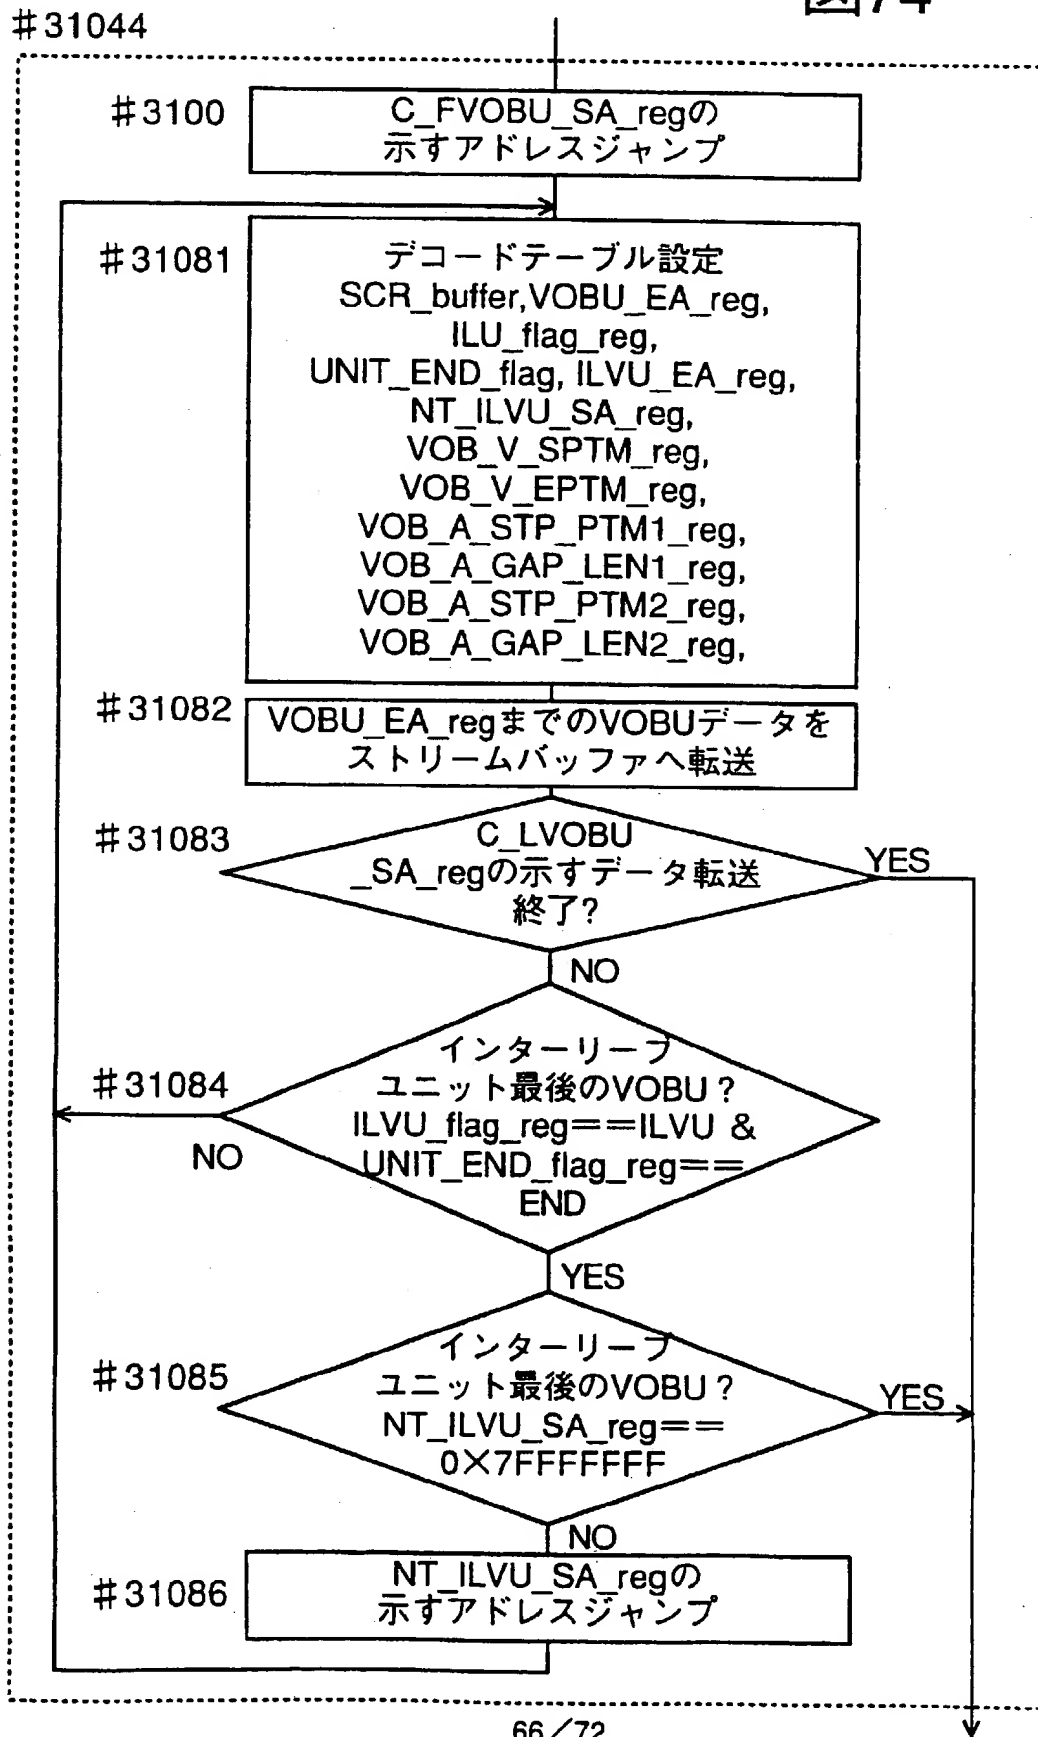 図74
#31044
#3100
C_FVOBU_SA_regの
示すアドレスジャンプ
#31081
デコードテーブル設定
SCR_buffer,VOBU_EA_reg,
ILU_flag_reg,
UNIT_END_flag, ILVU_EA_reg,
NT_ILVU_SA_reg,
VOB_V_SPTM_reg,
VOB_V_EPTM_reg,
VOB_A_STP_PTM1_reg,
VOB_A_GAP_LEN1_reg,
VOB_A_STP_PTM2_reg,
VOB_A_GAP_LEN2_reg,
#31082
VOBU_EA_regまでのVOBUデータを
ストリームバッファへ転送
#31083
C_LVOBU
_SA_regの示すデータ転送
終了?
YES
NO
#31084
インターリーブ
ユニット最後のVOBU?
ILVU_flag_reg==ILVU &
UNIT_END_flag_reg==
END
NO
YES
#31085
インターリーブ
ユニット最後のVOBU?
NT_ILVU_SA_reg==
0×7FFFFFFF
YES
NO
#31086
NT_ILVU_SA_regの
示すアドレスジャンプ
66/72